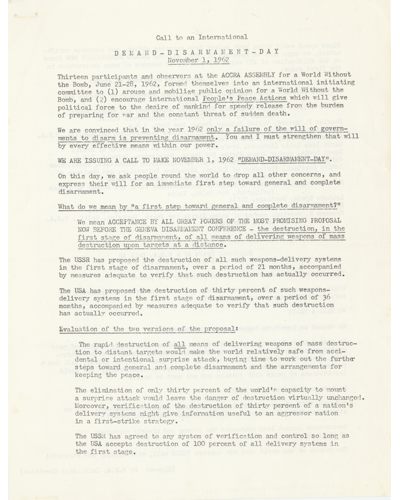 Call to an International
DEMAND-DISARMAMENT-DAY
November 1, 1962
Thirteen participants and observers at the ACCRA ASSEMBLY for a World Without
the Bomb, June 21-28, 1962, formed themselves into an international initiating
committee to (1) arouse and mobilise public opinion for a World Without the
Bomb, and (2) encourage international People's Peace Actions which will give
political force to the desire of mankind for speedy release from the burden
of preparing for war and the constant threat of sudden death.
We are convinced that in the year 1962 only a failure of the will of govern-
ments to disarm is preventing disarmament. You and I must strengthen that will
by every effective means within our power.
WE ARE ISSUING A CALL TO MAKE NOVEMBER 1, 1962 "DEMAND-DISARMAMENT-DAY".
On this day, we ask people round the world to drop all other concerns, and
express their will for an immediate first step toward general and complete
disarmament.
What do we mean by "a first step toward general and complete disarmament?"
We mean ACCEPTANCE BY ALL GREAT POWERS OF THE MOST PROMISING PROPOSAL
NOW BEFORE THE GENEVA DISARMAMENT CONFERENCE - the destruction, in the
first stage of disarmament, of all means of delivering weapons of mass
destruction upon targets at a distance.
The USSR has proposed the destruction of all such weapons-delivery systems
in the first stage of disarmament, over a period of 21 months, accompanied
by measures adequate to verify that such destruction has actually occurred.
The USA has proposed the destruction of thirty percent of such weapons-
delivery systems in the first stage of disarmament, over a period of 36
months, accompanied by measures adequate to verify that such destruction
has actually occurred.
Evaluation of the two versions of the proposal:
The rapid destruction of all means of delivering weapons of mass destruc-
tion to distant targets would make the world relatively safe from acci-
dental or intentional surprise attack, buying time to work out the further
steps toward general and complete disarmament and the arrangements for
keeping the peace.
The elimination of only thirty percent of the world's capacity to mount
a surprise attack would leave the danger of destruction virtually unchanged.
Moreover, verification of the destruction of thirty percent of a nation's
delivery systems might give information useful to an aggressor nation
in a first-strike strategy.
The USSR has agreed to any system of verification and control so long as
the USA accepts destruction of 100 percent of all delivery systems in
the first stage.